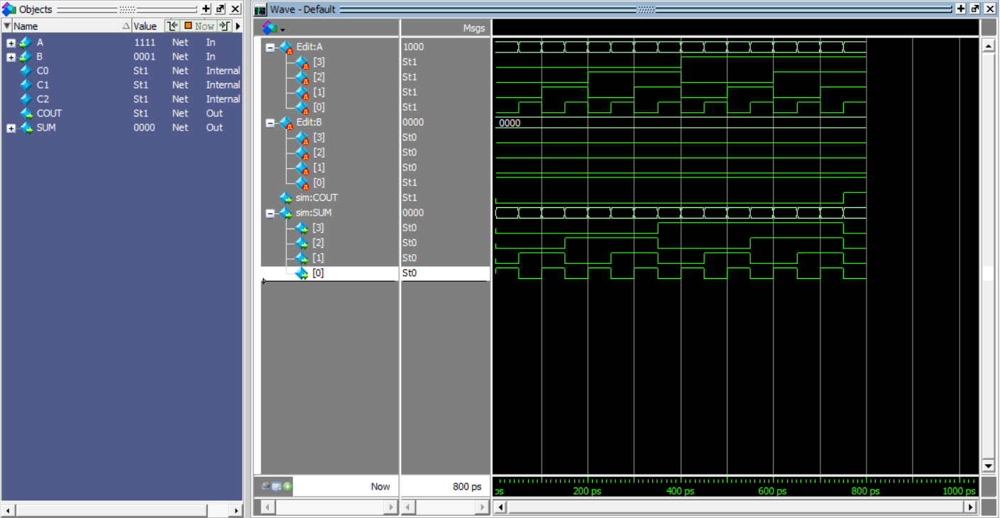 Objects
Name Value Now
A 1111 Net In
B 0001 Net In
C0 St1 Net Internal
C1 St1 Net Internal
C2 St1 Net Internal
COUT St1 Net Out
SUM 0000 Net Out
Wave - Default
Msgs
Edit:A 1000
[3] St1
[2] St1
[1] St1
[0] St1
Edit:B 0000 0000
[3] St0
[2] St0
[1] St0
[0] St1
sim:COUT St1
sim:SUM 0000
[3] St0
[2] St0
[1] St0
[0] St0
Now 800 ps
ps 200 ps 400 ps 600 ps 800 ps 1000 ps